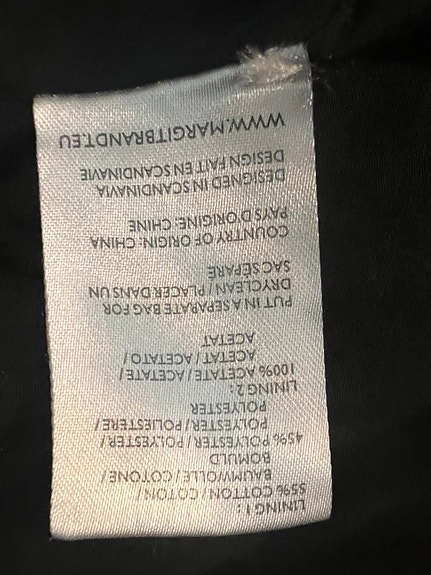 LINING 1:
55% COTTON / COTON /
BAUMWOLLE / COTONE /
BOMULD
45% POLYESTER / POLYESTER /
POLYESTER / POLIESTERE /
POLYESTER
LINING 2:
100% ACETATE / ACETATE /
ACETAT / ACETATO /
ACETAT
PUT IN A SEPARATE BAG FOR
DRYCLEAN / PLACER DANS UN
SAC SEPARE
COUNTRY OF ORIGIN: CHINA
PAYS D'ORIGINE: CHINE
DESIGNED IN SCANDINAVIA
DESIGN FAIT EN SCANDINAVIE
WWW.MARGITBRANDT.EU